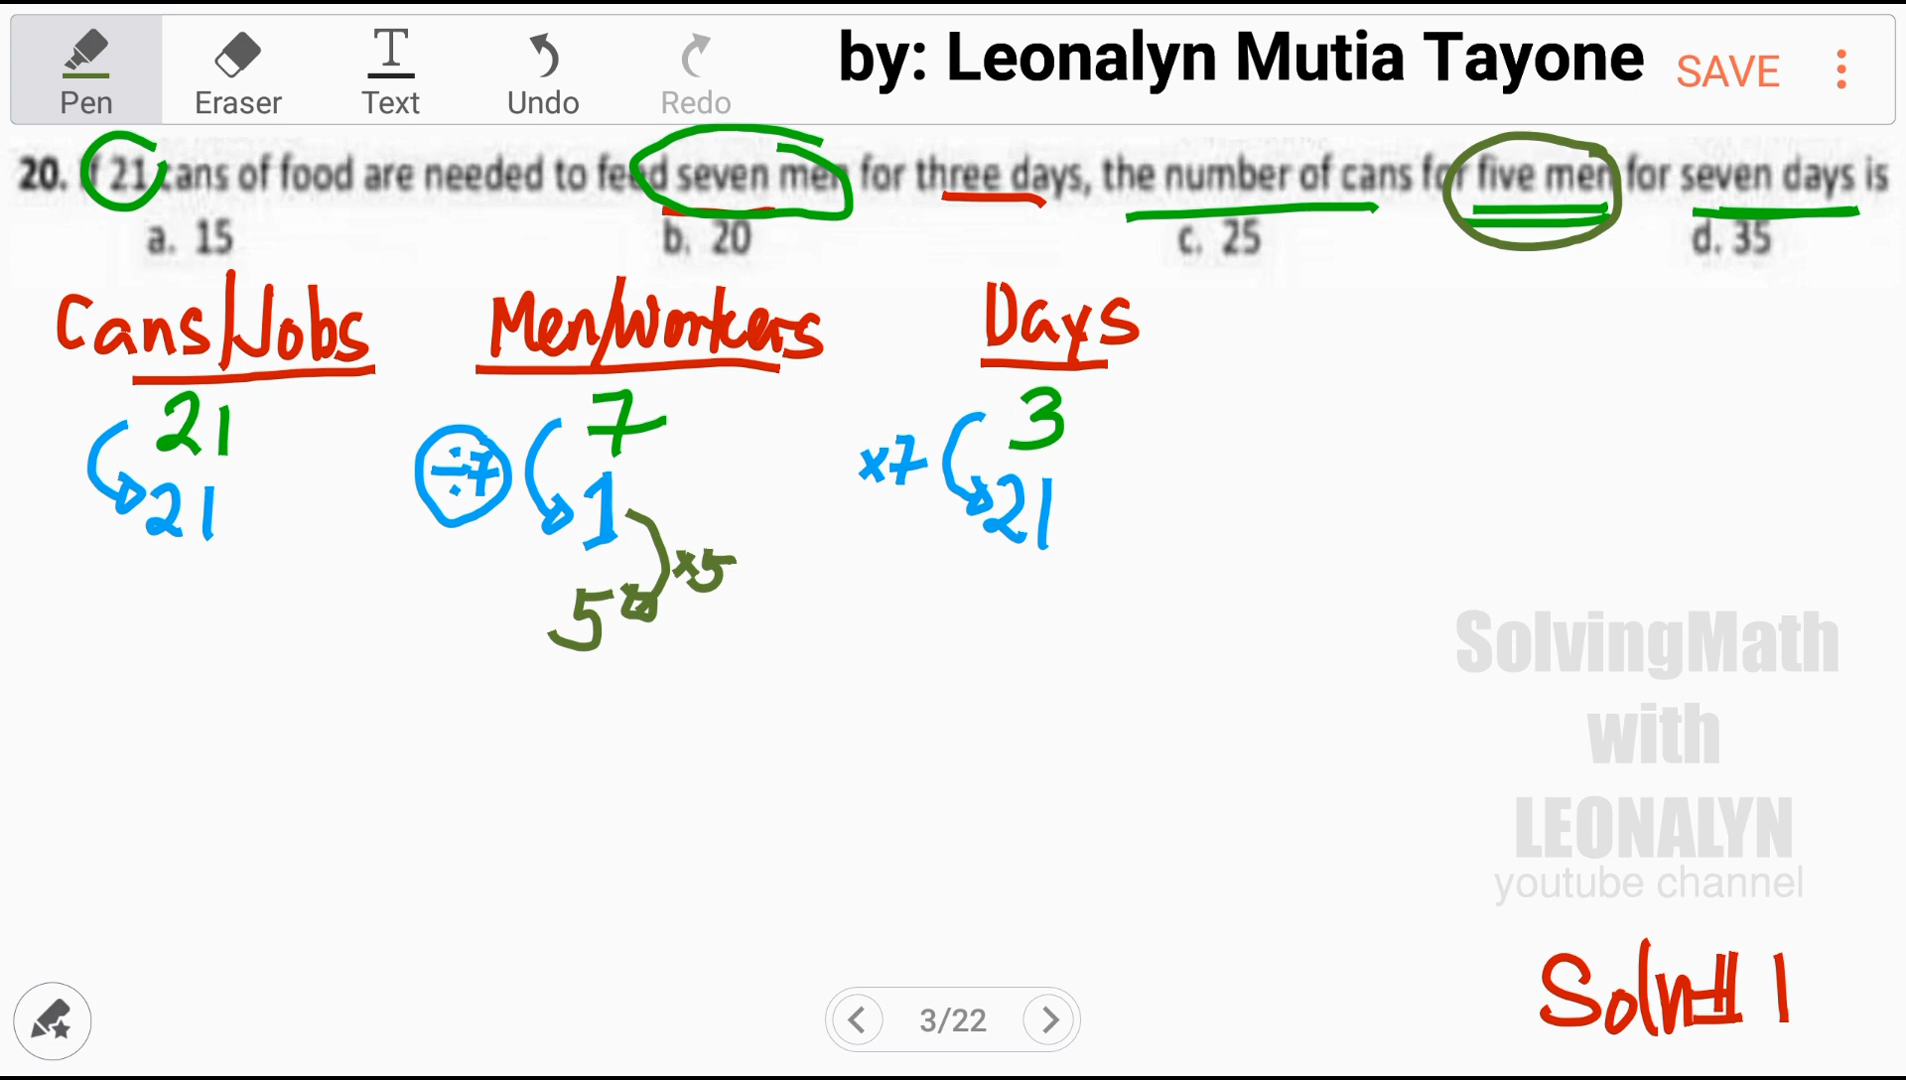 by: Leonalyn Mutia Tayone
Pen Eraser Text Undo Redo SAVE
20. If 21 cans of food are needed to feed seven men for three days, the number of cans for five men for seven days is
a. 15 b. 20 c. 25 d. 35
Cans/Jobs Men/Workers Days
21 7 3
÷7 x7
21 1 21
x5
5
SolvingMath
with
LEONALYN
youtube channel
Soln# 1
3/22